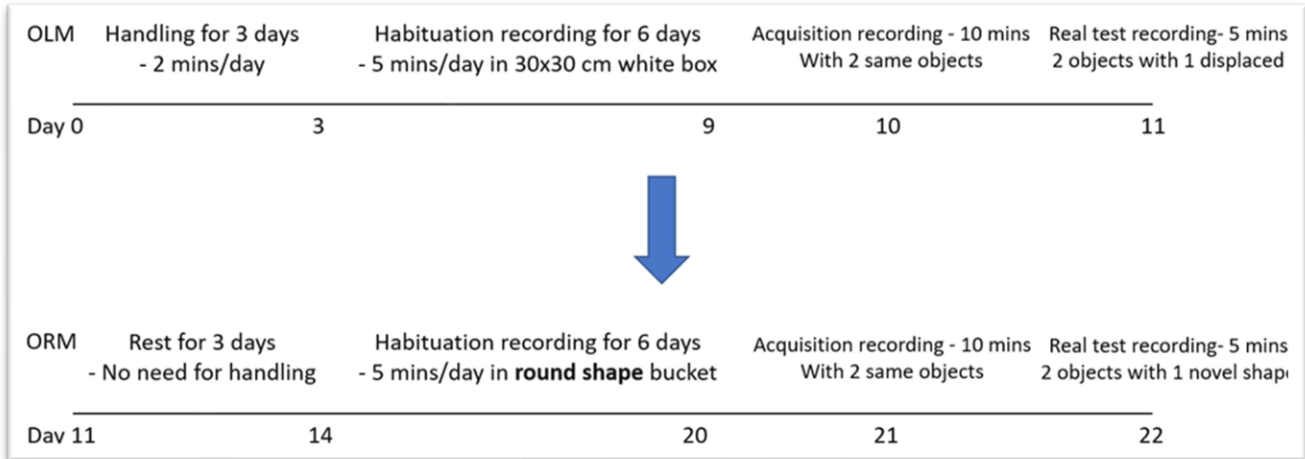 OLM
Handling for 3 days
- 2 mins/day
Habituation recording for 6 days
- 5 mins/day in 30x30 cm white box
Acquisition recording - 10 mins
With 2 same objects
Real test recording- 5 mins
2 objects with 1 displaced
Day 0 3 9 10 11
ORM
Rest for 3 days
- No need for handling
Habituation recording for 6 days
- 5 mins/day in round shape bucket
Acquisition recording - 10 mins
With 2 same objects
Real test recording- 5 mins
2 objects with 1 novel shap
Day 11 14 20 21 22